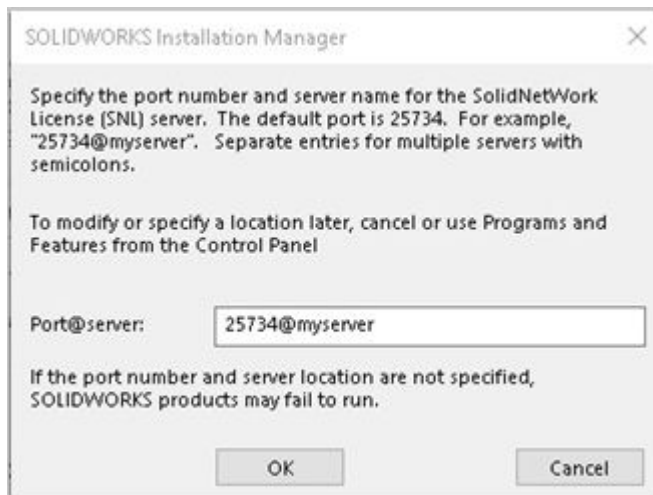 SOLIDWORKS Installation Manager
Specify the port number and server name for the SolidNetWork
License (SNL) server. The default port is 25734. For example,
"25734@myserver". Separate entries for multiple servers with
semicolons.
To modify or specify a location later, cancel or use Programs and
Features from the Control Panel
Port@server: 25734@myserver
If the port number and server location are not specified,
SOLIDWORKS products may fail to run.
OK Cancel